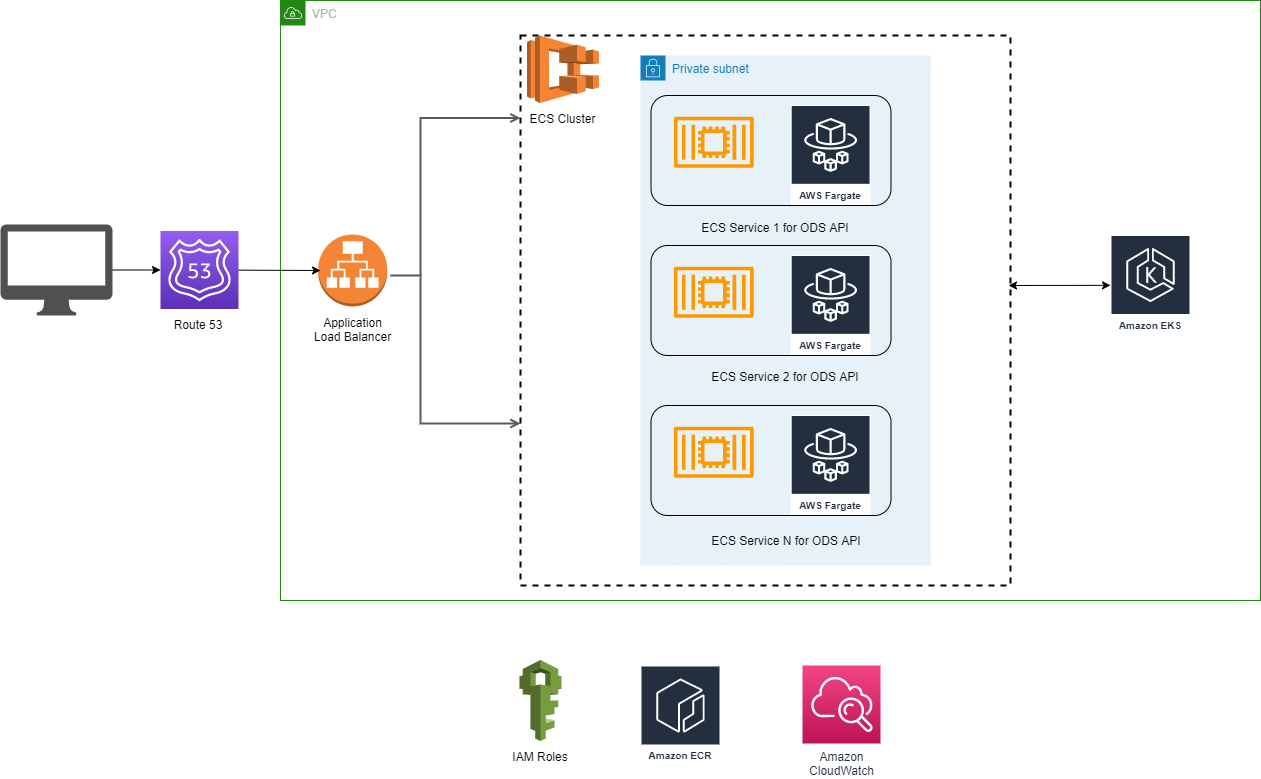 VPC
ECS Cluster
Private subnet
AWS Fargate
ECS Service 1 for ODS API
53
Route 53
Application
Load Balancer
AWS Fargate
ECS Service 2 for ODS API
K
Amazon EKS
AWS Fargate
ECS Service N for ODS API
IAM Roles
Amazon ECR
Amazon
CloudWatch